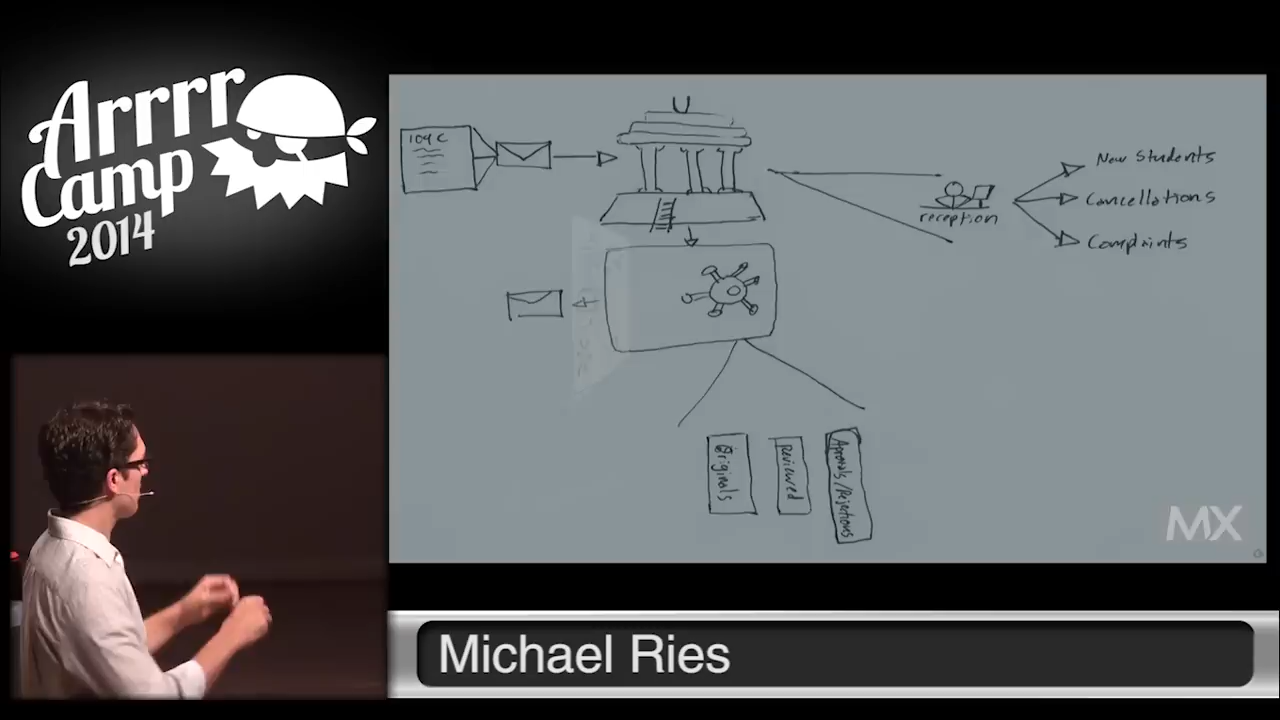 Arrrr
Camp
2014
U
104C
New Students
Cancellations
reception
Complaints
Originals
Reviewed
Approvals/Rejections
MX
Michael Ries